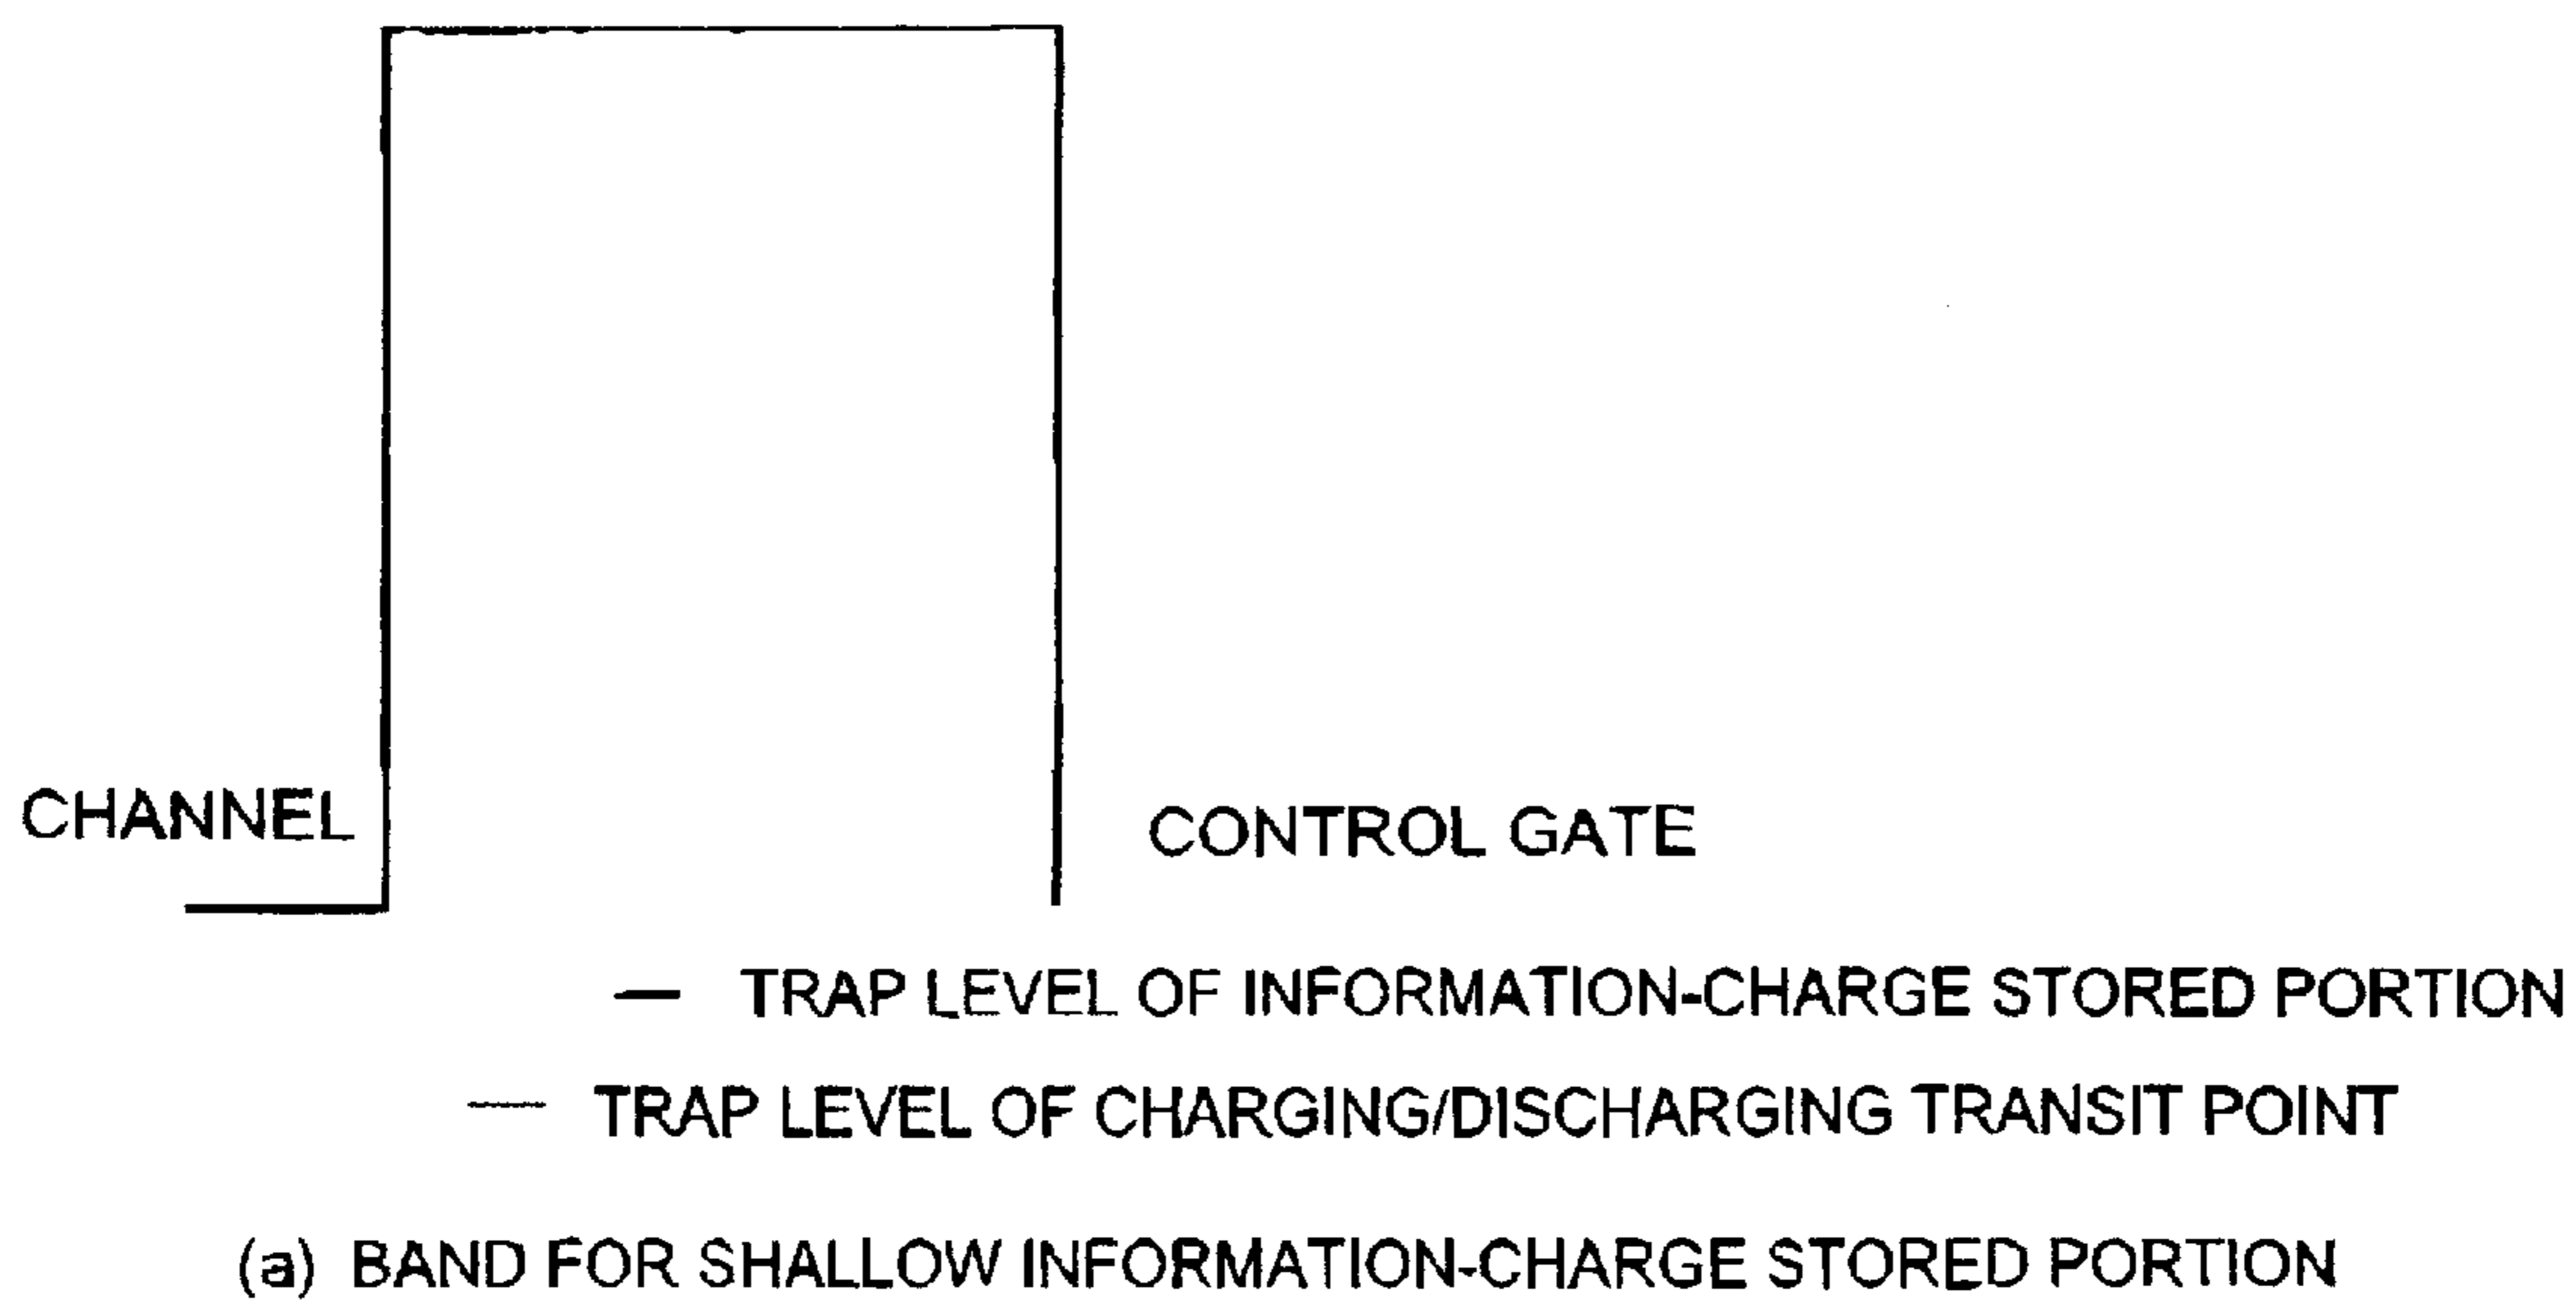 CHANNEL
CONTROL GATE
TRAP LEVEL OF INFORMATION-CHARGE STORED PORTION
TRAP LEVEL OF CHARGING/DISCHARGING TRANSIT POINT
(a) BAND FOR SHALLOW INFORMATION-CHARGE STORED PORTION